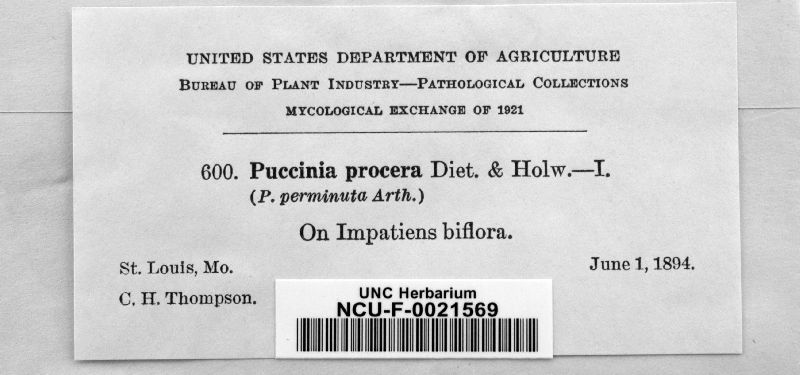 UNITED STATES DEPARTMENT OF AGRICULTURE
BUREAU OF PLANT INDUSTRY—PATHOLOGICAL COLLECTIONS
MYCOLOGICAL EXCHANGE OF 1921
600. Puccinia procera Diet. & Holw.—I.
(P. perminuta Arth.)
On Impatiens biflora.
St. Louis, Mo.
June 1, 1894.
C. H. Thompson.
UNC Herbarium
NCU-F-0021569